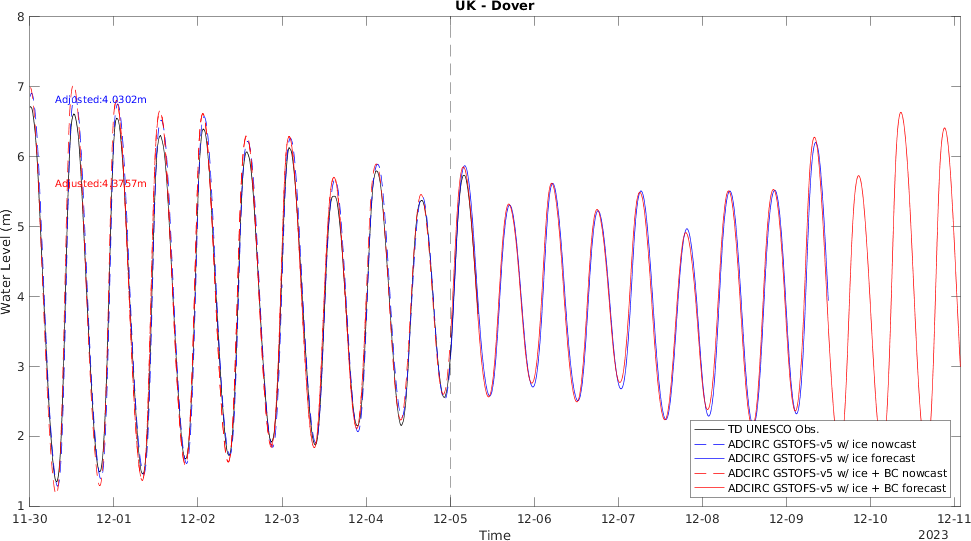 UK - Dover
8
7
6
5
4
3
2
1
Water Level (m)
Adjusted:4.0302m
Adjusted:4.3757m
TD UNESCO Obs.
ADCIRC GSTOFS-v5 w/ ice nowcast
ADCIRC GSTOFS-v5 w/ ice forecast
ADCIRC GSTOFS-v5 w/ ice + BC nowcast
ADCIRC GSTOFS-v5 w/ ice + BC forecast
11-30 12-01 12-02 12-03 12-04 12-05 12-06 12-07 12-08 12-09 12-10 12-11
Time
2023